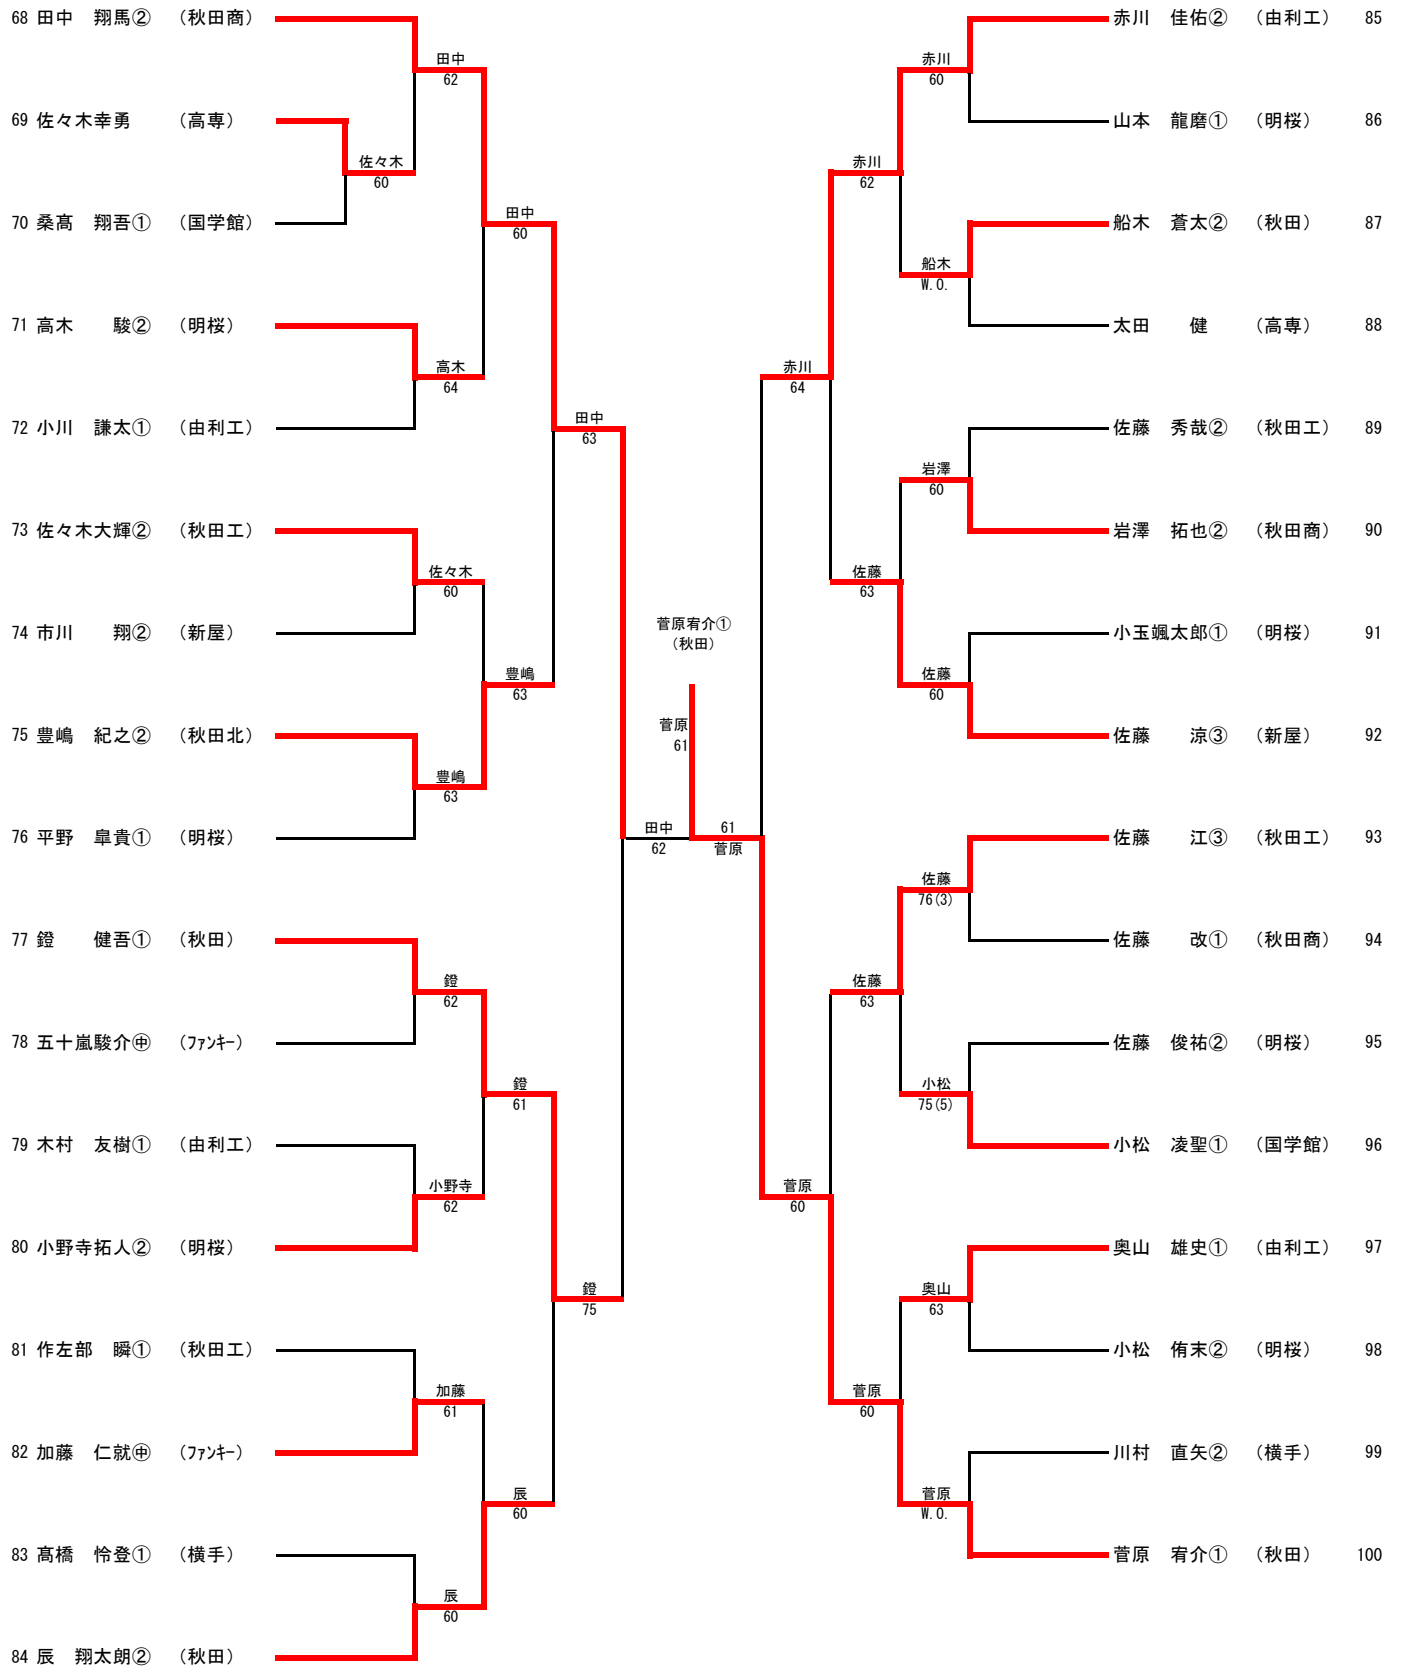 68 田中　翔馬② （秋田商）
田中
62
69 佐々木幸勇 （高専）
佐々木
60
70 桑髙　翔吾① （国学館）
田中
60
71 高木　　駿② （明桜）
高木
64
72 小川　謙太① （由利工）
田中
63
73 佐々木大輝② （秋田工）
佐々木
60
74 市川　　翔② （新屋）
豊嶋
63
75 豊嶋　紀之② （秋田北）
豊嶋
63
76 平野　皐貴① （明桜）
田中
62
77 鐙　　健吾① （秋田）
鐙
62
78 五十嵐駿介㊥ （ファンキー）
鐙
61
79 木村　友樹① （由利工）
小野寺
62
80 小野寺拓人② （明桜）
鐙
75
81 作左部　瞬① （秋田工）
加藤
61
82 加藤　仁就㊥ （ファンキー）
辰
60
83 髙橋　怜登① （横手）
辰
60
84 辰　翔太朗② （秋田）
菅原宥介①
（秋田）
菅原
61
61
菅原
赤川　佳佑② （由利工） 85
赤川
60
山本　龍磨① （明桜） 86
赤川
62
船木　蒼太② （秋田） 87
船木
W.O.
太田　　健 （高専） 88
赤川
64
佐藤　秀哉② （秋田工） 89
岩澤
60
岩澤　拓也② （秋田商） 90
佐藤
63
小玉颯太郎① （明桜） 91
佐藤
60
佐藤　　涼③ （新屋） 92
佐藤　　江③ （秋田工） 93
佐藤
76(3)
佐藤　　改① （秋田商） 94
佐藤
63
佐藤　俊祐② （明桜） 95
小松
75(5)
小松　凌聖① （国学館） 96
菅原
60
奥山　雄史① （由利工） 97
奥山
63
小松　侑末② （明桜） 98
菅原
60
川村　直矢② （横手） 99
菅原
W.O.
菅原　宥介① （秋田） 100